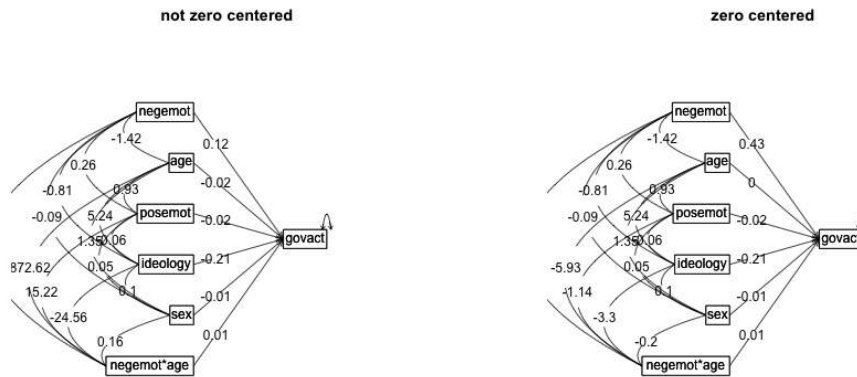 not zero centered
zero centered
negemot
-1.42
0.12
0.26
age
-0.02
-0.81
0.93
posemot
-0.02
-0.09
5.24
govact
1.35
0.06
ideology
-0.21
872.62
0.05
0.1
-0.01
15.22
sex
-24.56
0.16
0.01
negemot*age
negemot
-1.42
0.43
0.26
age
0
-0.81
0.93
posemot
-0.02
-0.09
5.24
govact
1.35
0.06
ideology
-0.21
-5.93
0.05
0.1
-0.01
-1.14
sex
-3.3
-0.2
0.01
negemot*age